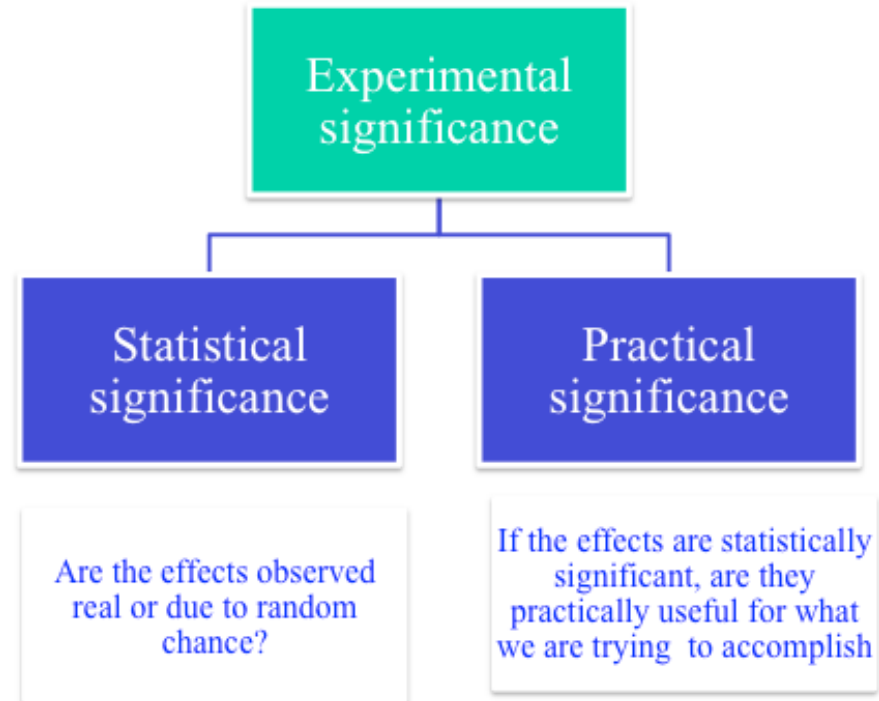 Experimental
significance
Statistical
significance
Practical
significance
Are the effects observed
real or due to random
chance?
If the effects are statistically
significant, are they
practically useful for what
we are trying  to accomplish